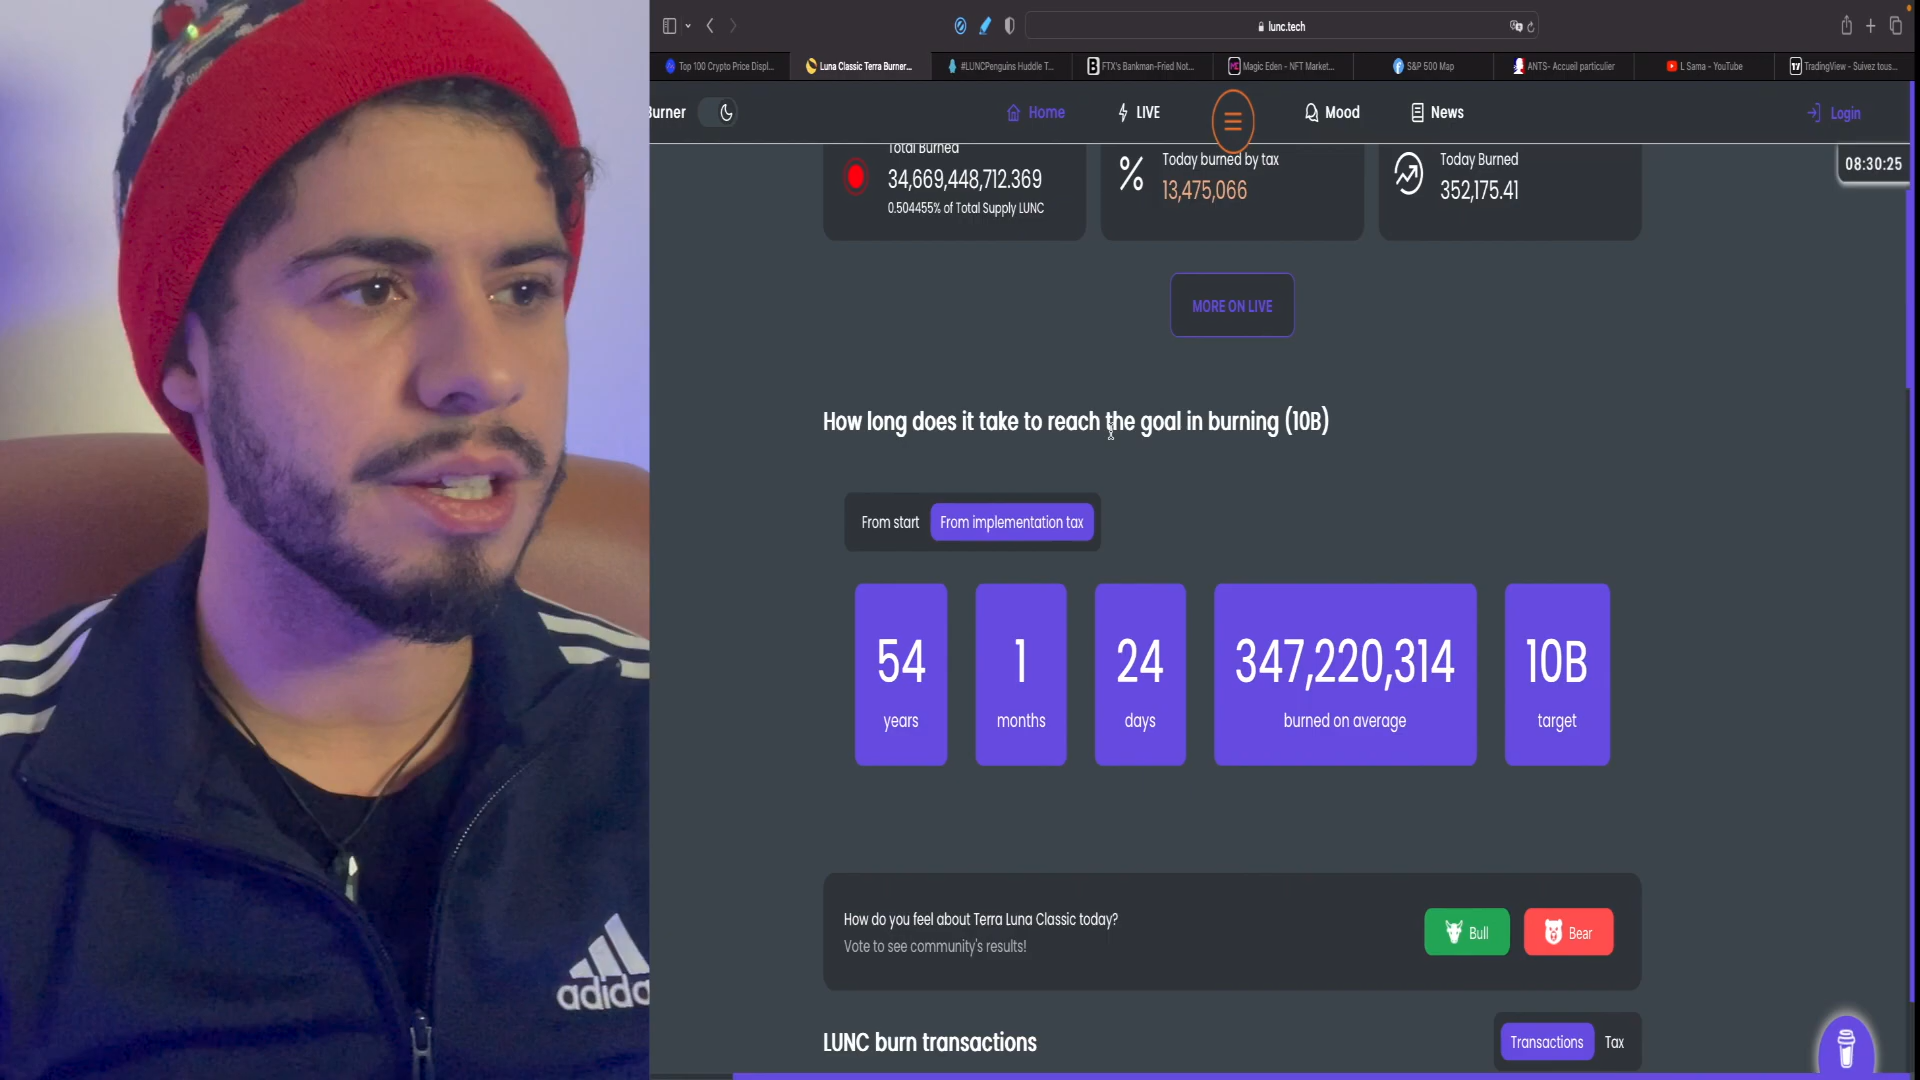 lunc.tech
Top 100 Crypto Price Displ...
Luna Classic Terra Burner...
#LUNCPenguins Huddle T...
FTX's Bankman-Fried Not...
Magic Eden - NFT Market...
S&P 500 Map
ANTS- Accueil particulier
L Sama - YouTube
TradingView - Suivez tous...
Burner
Home
LIVE
Mood
News
Login
08:30:25
Total Burned
34,669,448,712.369
0.504455% of Total Supply LUNC
Today burned by tax
13,475,066
Today Burned
352,175.41
MORE ON LIVE
How long does it take to reach the goal in burning (10B)
From start
From implementation tax
54
years
1
months
24
days
347,220,314
burned on average
10B
target
How do you feel about Terra Luna Classic today?
Vote to see community's results!
Bull
Bear
LUNC burn transactions
Transactions
Tax
adida